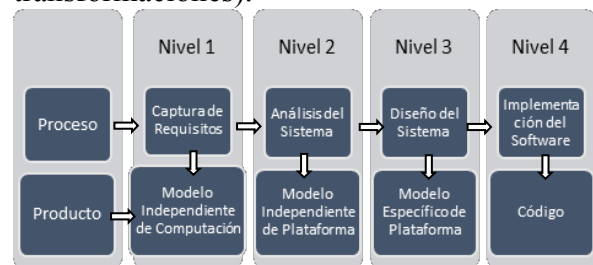 transformaciones).
Nivel 1
Nivel 2
Nivel 3
Nivel 4
Proceso
Captura de
Requisitos
Análisis del
Sistema
Diseño del
Sistema
Implementa
ción del
Software
Producto
Modelo
Independiente
de Computación
Modelo
Independiente
de Plataforma
Modelo
Específico de
Plataforma
Código